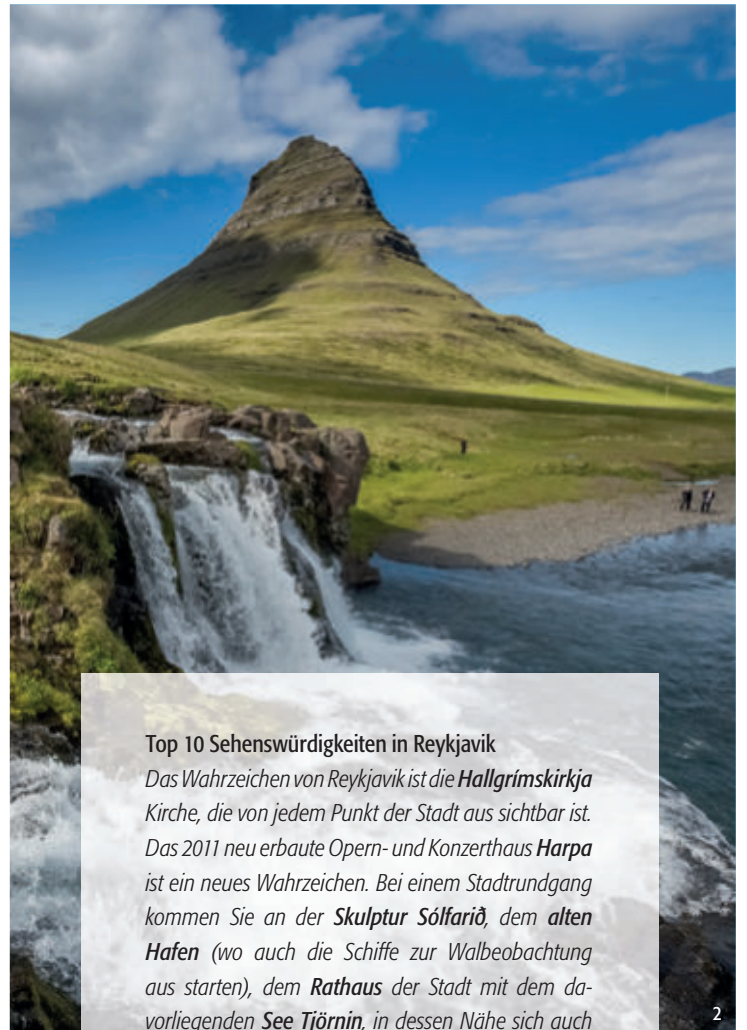 Top 10 Sehenswürdigkeiten in Reykjavik
Das Wahrzeichen von Reykjavik ist die Hallgrímskirkja
Kirche, die von jedem Punkt der Stadt aus sichtbar ist.
Das 2011 neu erbaute Opern- und Konzerthaus Harpa
ist ein neues Wahrzeichen. Bei einem Stadtrundgang
kommen Sie an der Skulptur Sólfarið, dem alten
Hafen (wo auch die Schiffe zur Walbeobachtung
aus starten), dem Rathaus der Stadt mit dem da-
vorliegenden See Tjörnin, in dessen Nähe sich auch
2